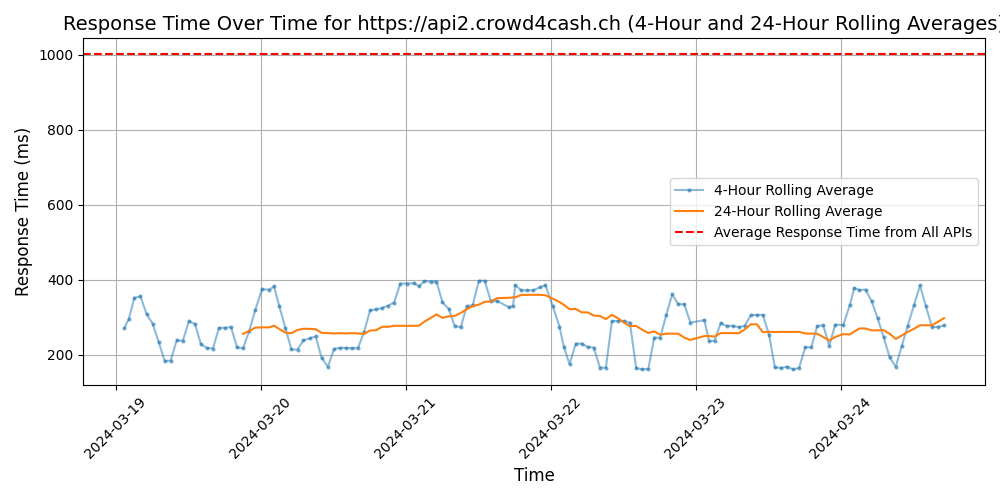 Response Time Over Time for https://api2.crowd4cash.ch (4-Hour and 24-Hour Rolling Averages)
1000
800
600
400
200
Response Time (ms)
4-Hour Rolling Average
24-Hour Rolling Average
Average Response Time from All APIs
2024-03-19
2024-03-20
2024-03-21
2024-03-22
2024-03-23
2024-03-24
Time